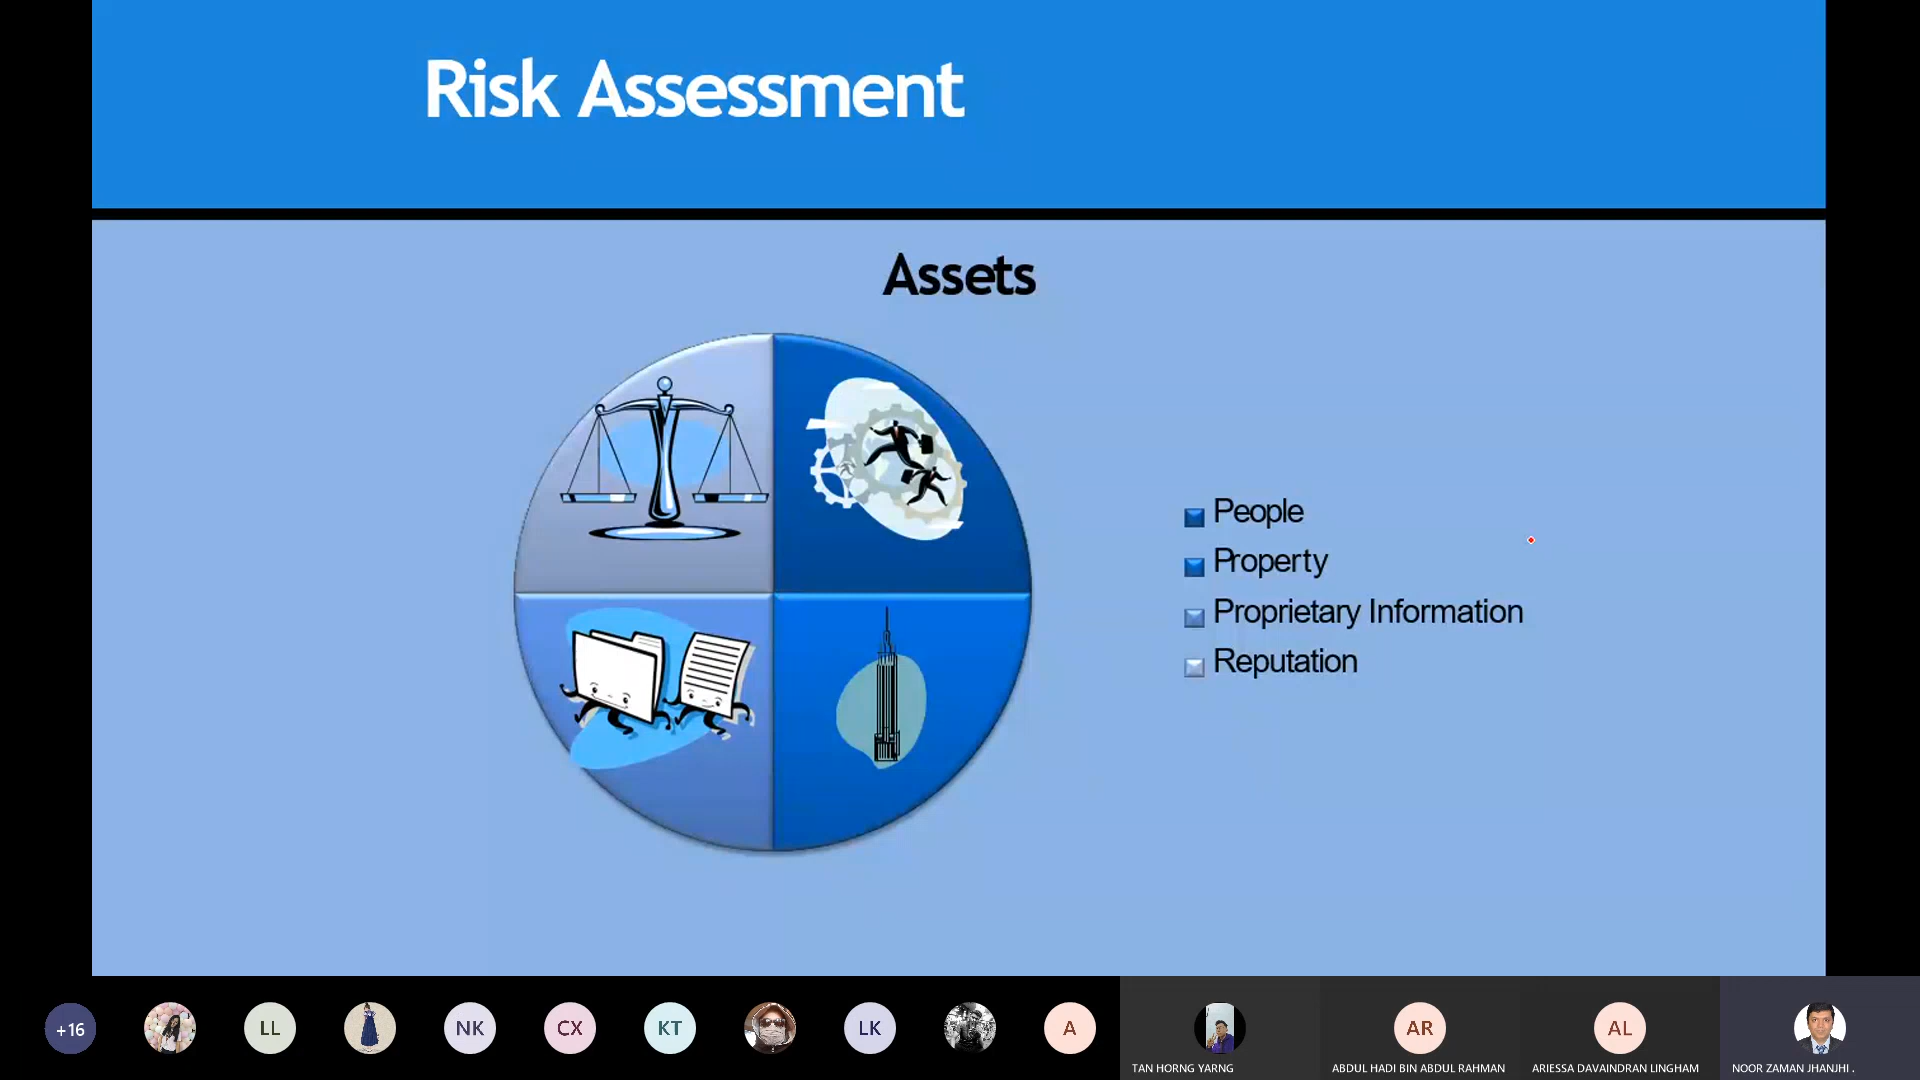 Risk Assessment
Assets
People
Property
Proprietary Information
Reputation
+16
LL
NK
CX
KT
LK
A
AR
AL
TAN HORNG YARNG
ABDUL HADI BIN ABDUL RAHMAN
ARIESSA DAVAINDRAN LINGHAM
NOOR ZAMAN JHANJHI .